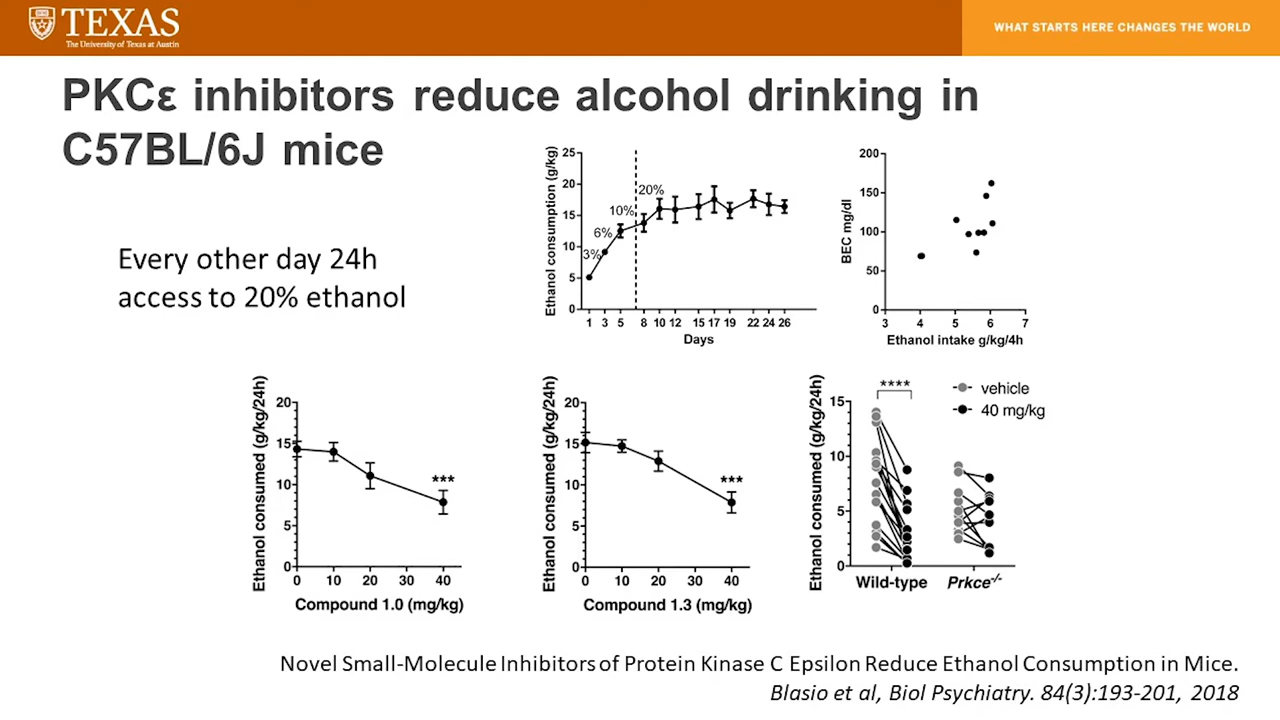 TEXAS
The University of Texas at Austin
WHAT STARTS HERE CHANGES THE WORLD
PKCε inhibitors reduce alcohol drinking in
C57BL/6J mice
Every other day 24h
access to 20% ethanol
Ethanol consumption (g/kg)
25
20
15
10
5
0
3%
6%
10%
20%
1 3 5 8 10 12 15 17 19 22 24 26
Days
BEC mg/dl
200
150
100
50
0
3 4 5 6 7
Ethanol intake g/kg/4h
Ethanol consumed (g/kg/24h)
20
15
10
5
0
***
0 10 20 30 40
Compound 1.0 (mg/kg)
Ethanol consumed (g/kg/24h)
20
15
10
5
0
***
0 10 20 30 40
Compound 1.3 (mg/kg)
Ethanol consumed (g/kg/24h)
15
10
5
0
****
vehicle
40 mg/kg
Wild-type Prkce-/-
Novel Small-Molecule Inhibitors of Protein Kinase C Epsilon Reduce Ethanol Consumption in Mice.
Blasio et al, Biol Psychiatry. 84(3):193-201, 2018